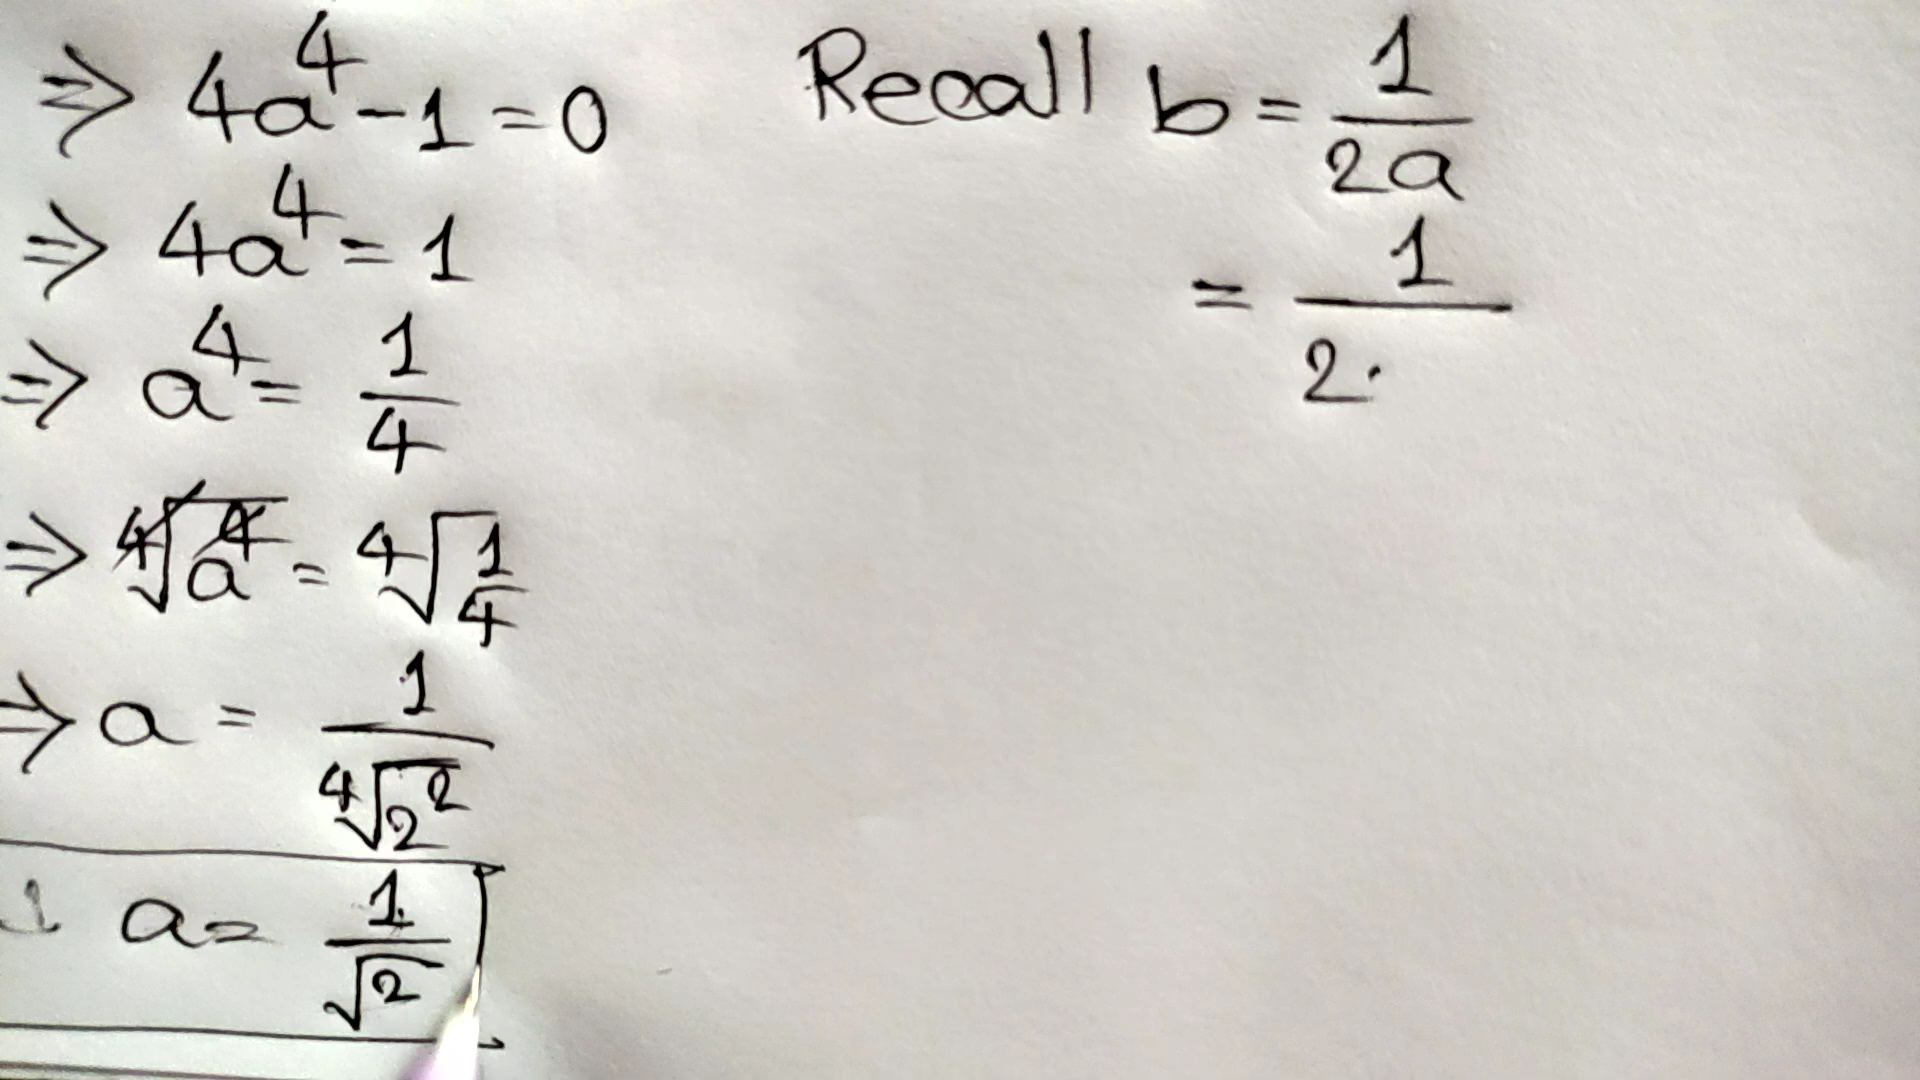 ⇒ 4a⁴ - 1 = 0
⇒ 4a⁴ = 1
⇒ a⁴ = 1/4
⇒ ⁴√a⁴ = ⁴√(1/4)
⇒ a = 1/⁴√2²
a = 1/√2
Recall b = 1/2a
= 1/2·